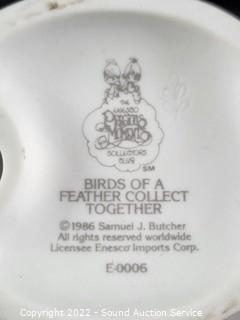 THE
ENESCO
PRECIOUS
MOMENTS
COLLECTORS
CLUB
SM
BIRDS OF A
FEATHER COLLECT
TOGETHER
©1986 Samuel J. Butcher
All rights reserved worldwide
Licensee Enesco Imports Corp.
E-0006
Copyright 2022 - Sound Auction Service